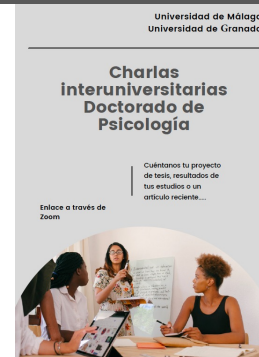 Universidad de Málaga
Universidad de Granada
Charlas
interuniversitarias
Doctorado de
Psicología
Cuéntanos tu proyecto
de tesis, resultados de
tus estudios o un
artículo reciente.....
Enlace a través de
Zoom